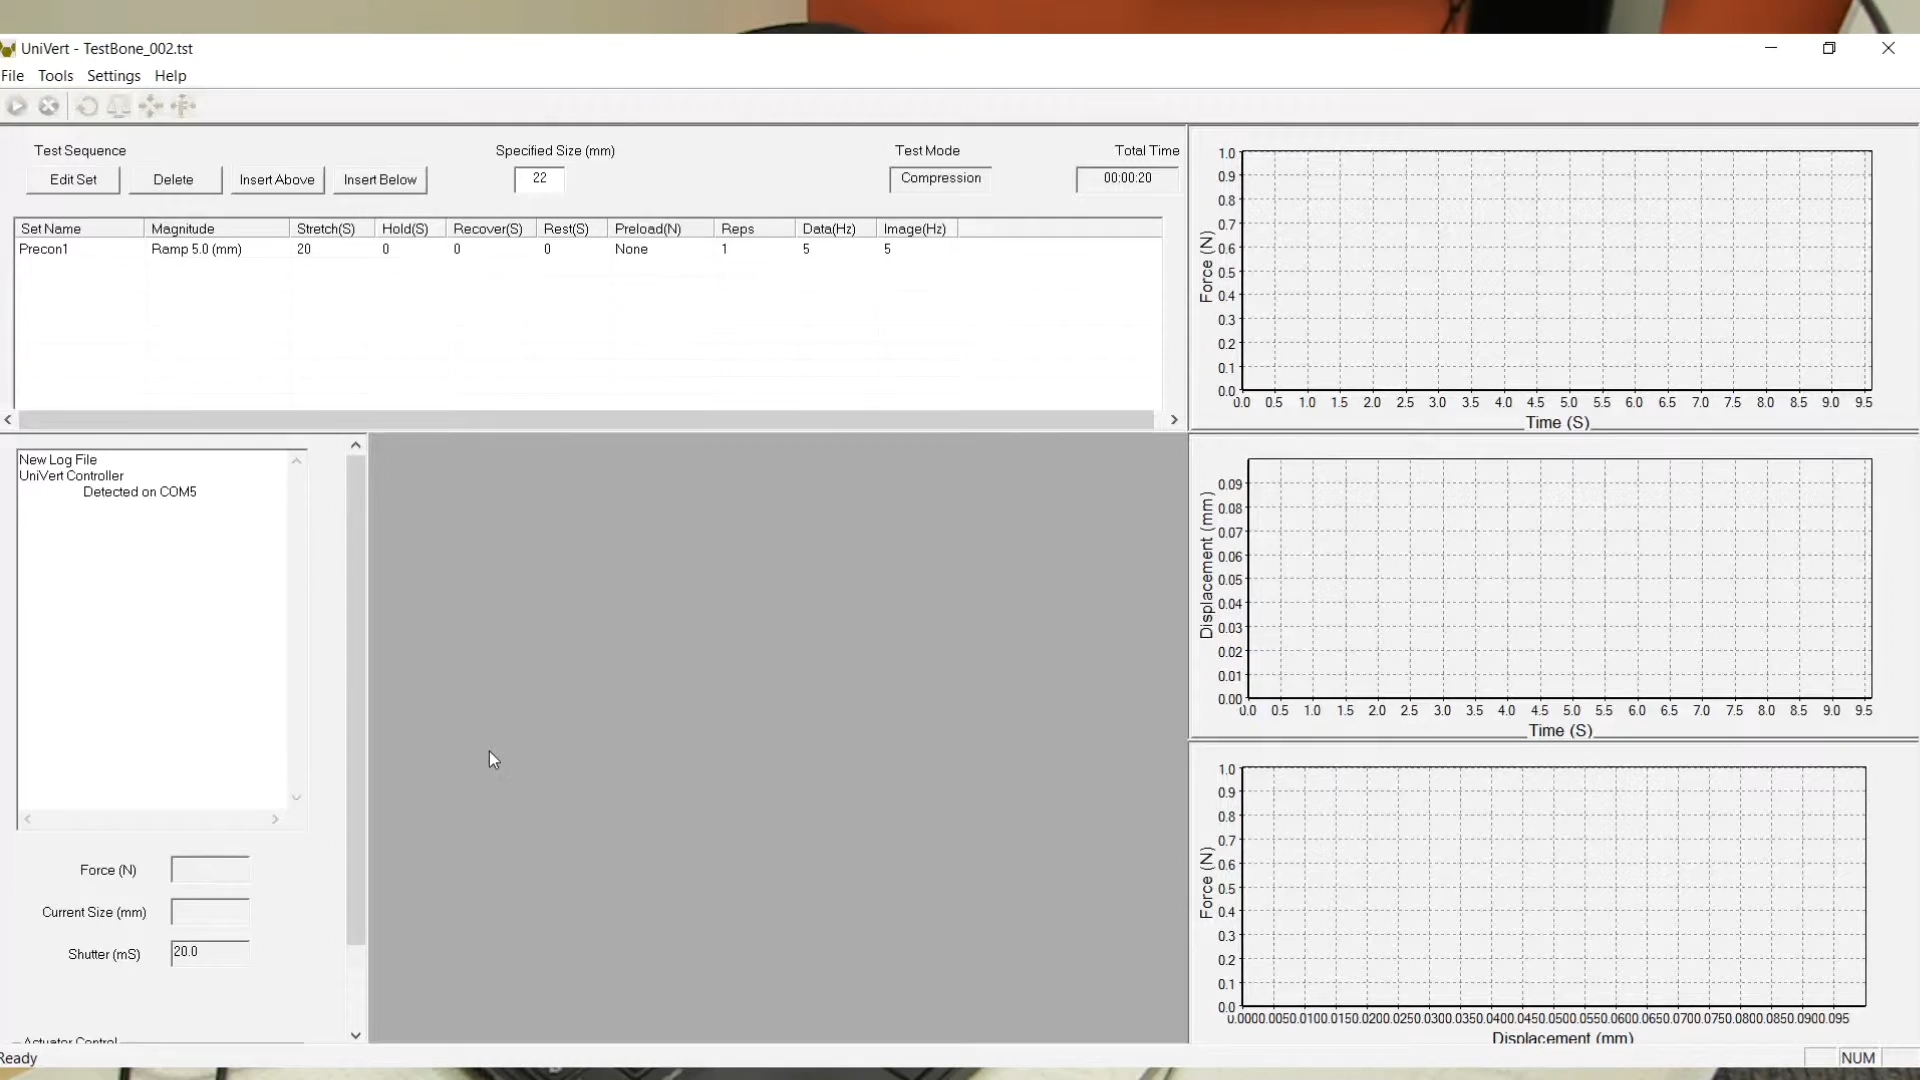 UniVert - TestBone_002.tst
File Tools Settings Help
Test Sequence
Specified Size (mm)
Test Mode
Total Time
Edit Set Delete Insert Above Insert Below
22
Compression
00:00:20
Set Name Magnitude Stretch(S) Hold(S) Recover(S) Rest(S) Preload(N) Reps Data(Hz) Image(Hz)
Precon1 Ramp 5.0 (mm) 20 0 0 0 None 1 5 5
New Log File
UniVert Controller
Detected on COM5
Force (N)
Current Size (mm)
Shutter (mS) 20.0
Actuator Control
Ready
1.0
0.9
0.8
0.7
0.6
0.5
0.4
0.3
0.2
0.1
0.0
Force (N)
0.0 0.5 1.0 1.5 2.0 2.5 3.0 3.5 4.0 4.5 5.0 5.5 6.0 6.5 7.0 7.5 8.0 8.5 9.0 9.5
Time (S)
0.09
0.08
0.07
0.06
0.05
0.04
0.03
0.02
0.01
0.00
Displacement (mm)
0.0 0.5 1.0 1.5 2.0 2.5 3.0 3.5 4.0 4.5 5.0 5.5 6.0 6.5 7.0 7.5 8.0 8.5 9.0 9.5
Time (S)
1.0
0.9
0.8
0.7
0.6
0.5
0.4
0.3
0.2
0.1
0.0
Force (N)
0.0000.0050.0100.0150.0200.0250.0300.0350.0400.0450.0500.0550.0600.0650.0700.0750.0800.0850.0900.095
Displacement (mm)
NUM